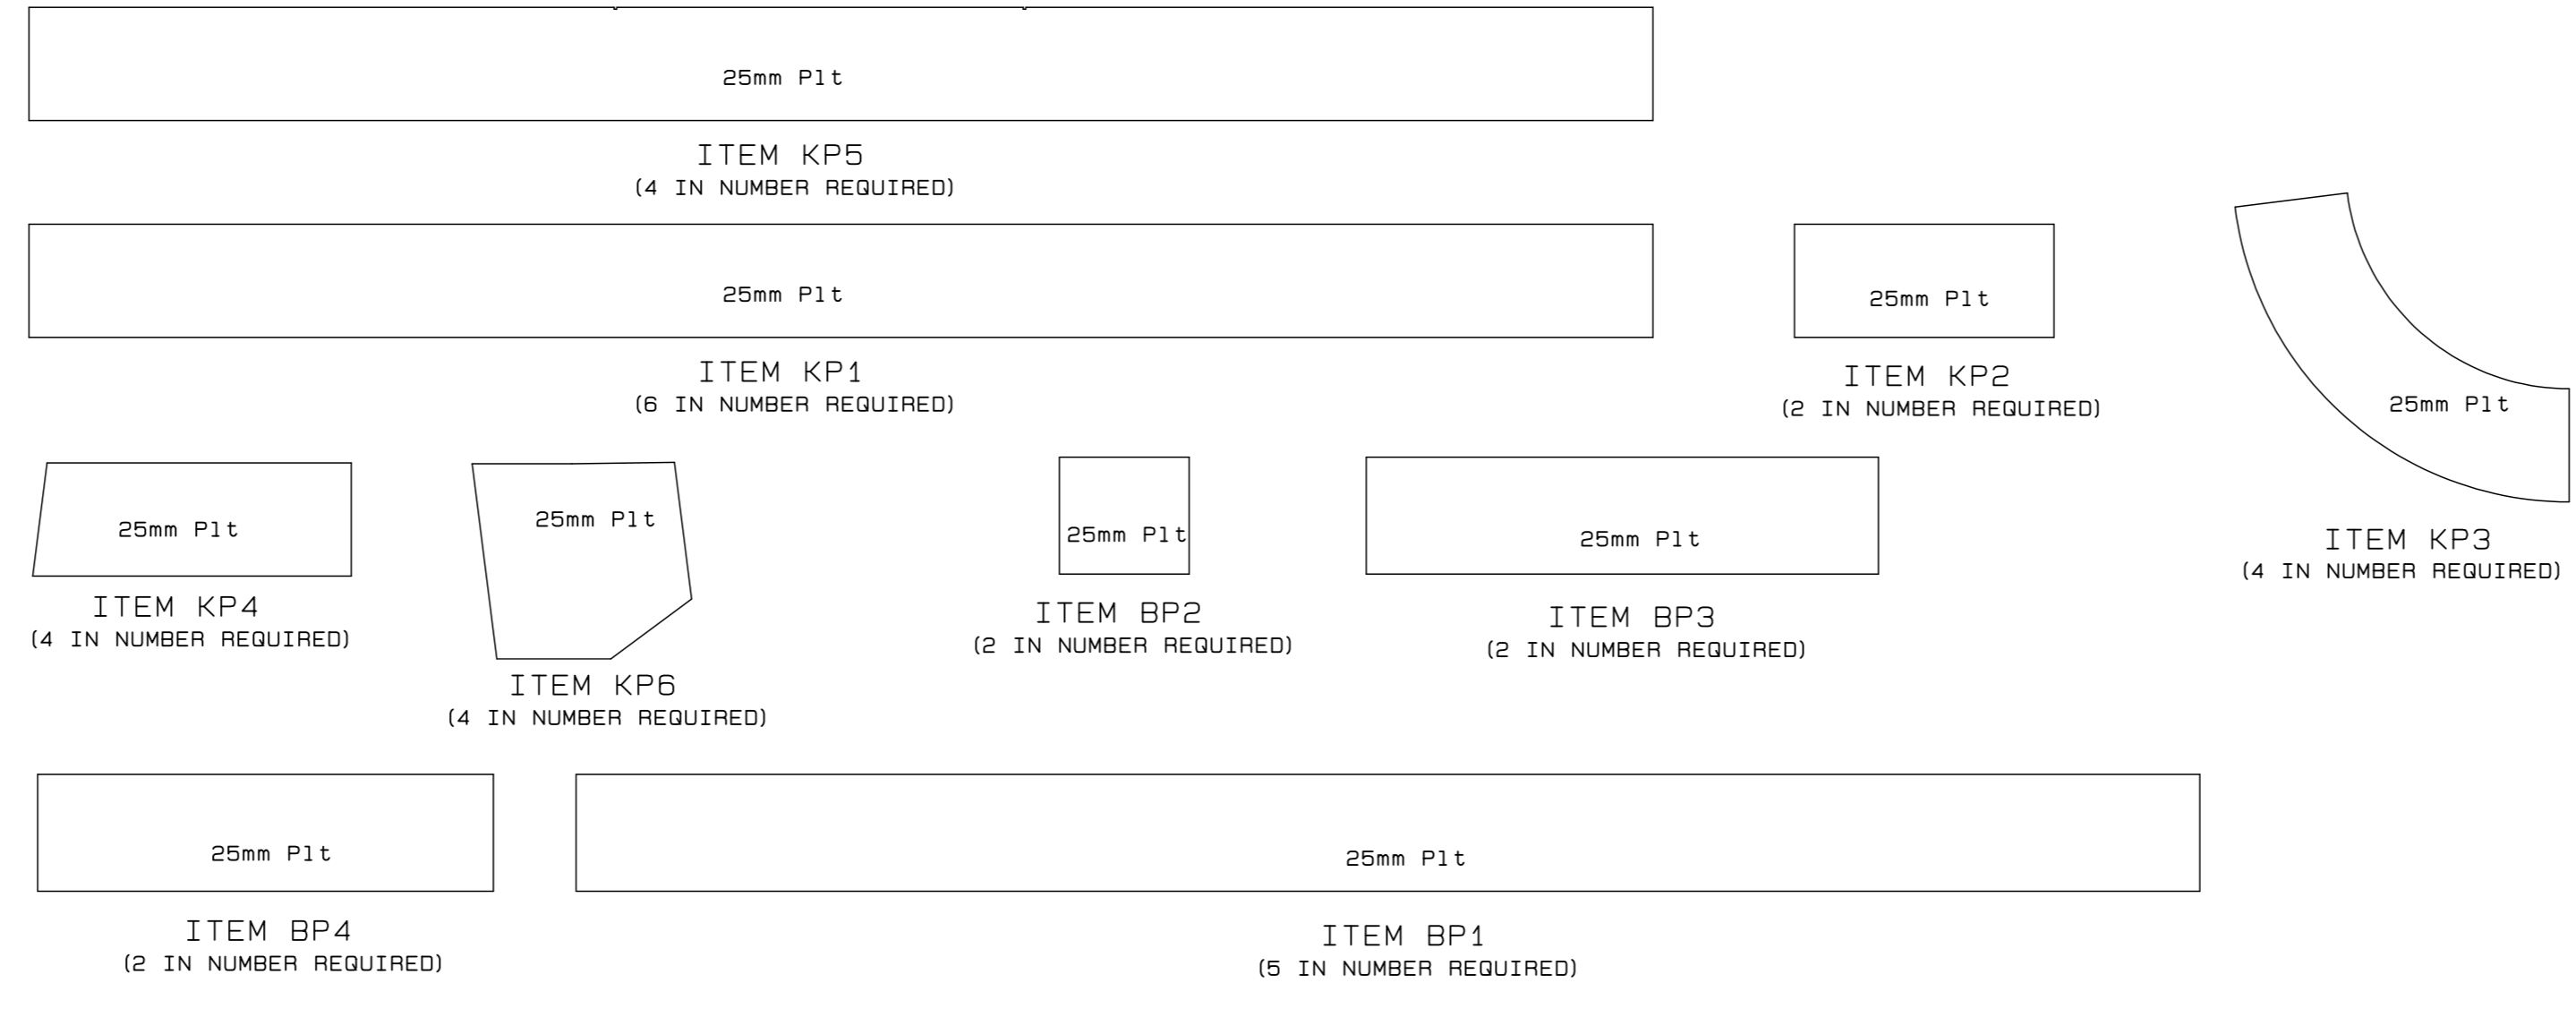 25mm Plt
ITEM KP5
(4 IN NUMBER REQUIRED)
25mm Plt
ITEM KP1
(6 IN NUMBER REQUIRED)
25mm Plt
ITEM KP2
(2 IN NUMBER REQUIRED)
25mm Plt
ITEM KP3
(4 IN NUMBER REQUIRED)
25mm Plt
ITEM KP4
(4 IN NUMBER REQUIRED)
25mm Plt
ITEM KP6
(4 IN NUMBER REQUIRED)
25mm Plt
ITEM BP2
(2 IN NUMBER REQUIRED)
25mm Plt
ITEM BP3
(2 IN NUMBER REQUIRED)
25mm Plt
ITEM BP4
(2 IN NUMBER REQUIRED)
25mm Plt
ITEM BP1
(5 IN NUMBER REQUIRED)